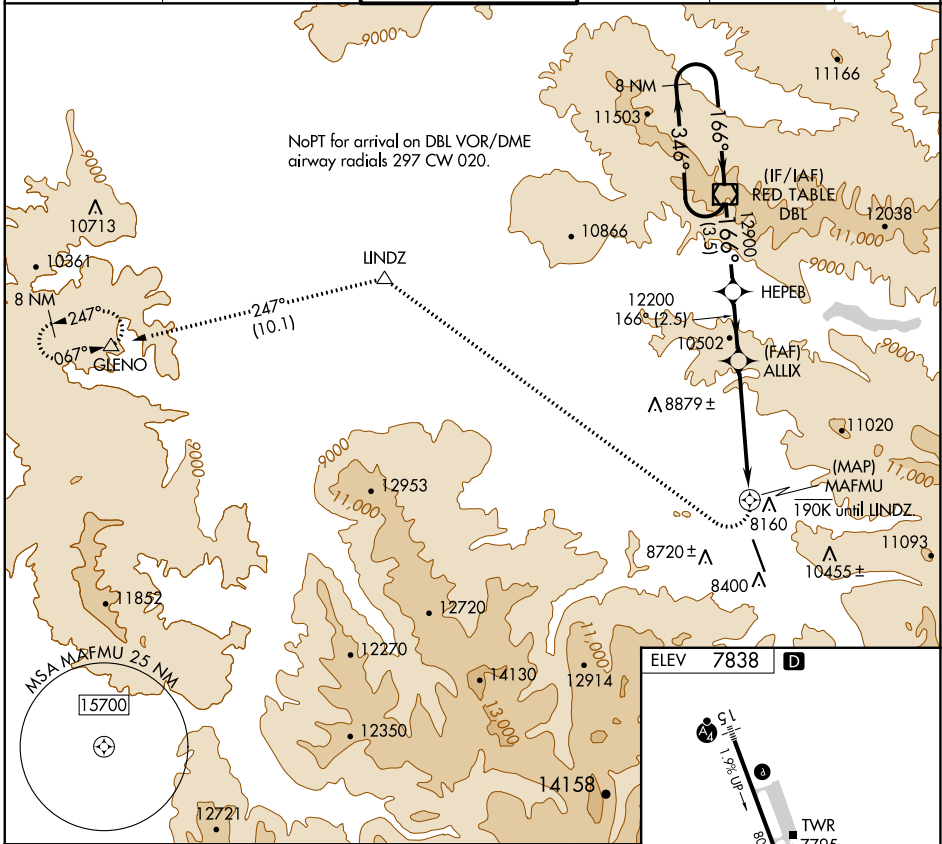 9000
11166
8 NM
11503
NoPT for arrival on DBL VOR/DME
airway radials 297 CW 020.
346°
166°
9000
10713
(IF/IAF)
RED TABLE
DBL
12038
11,000
10866
12900
166°
(3.5)
10361
LINDZ
9000
8 NM
247°
247°
(10.1)
HEPEB
12200
166° (2.5)
067°
GLENO
10502
(FAF)
ALLIX
9000
8879 ±
11020
9000
9000
11,000
12953
11,000
(MAP)
MAFMU
190K until LINDZ.
8160
8720 ±
11093
10455 ±
8400
11852
12720
11,000
12270
12914
14130
MSA MAFMU 25 NM
15700
13,000
12350
14158
12721
ELEV 7838 D
15
A4
1.9% UP
TWR